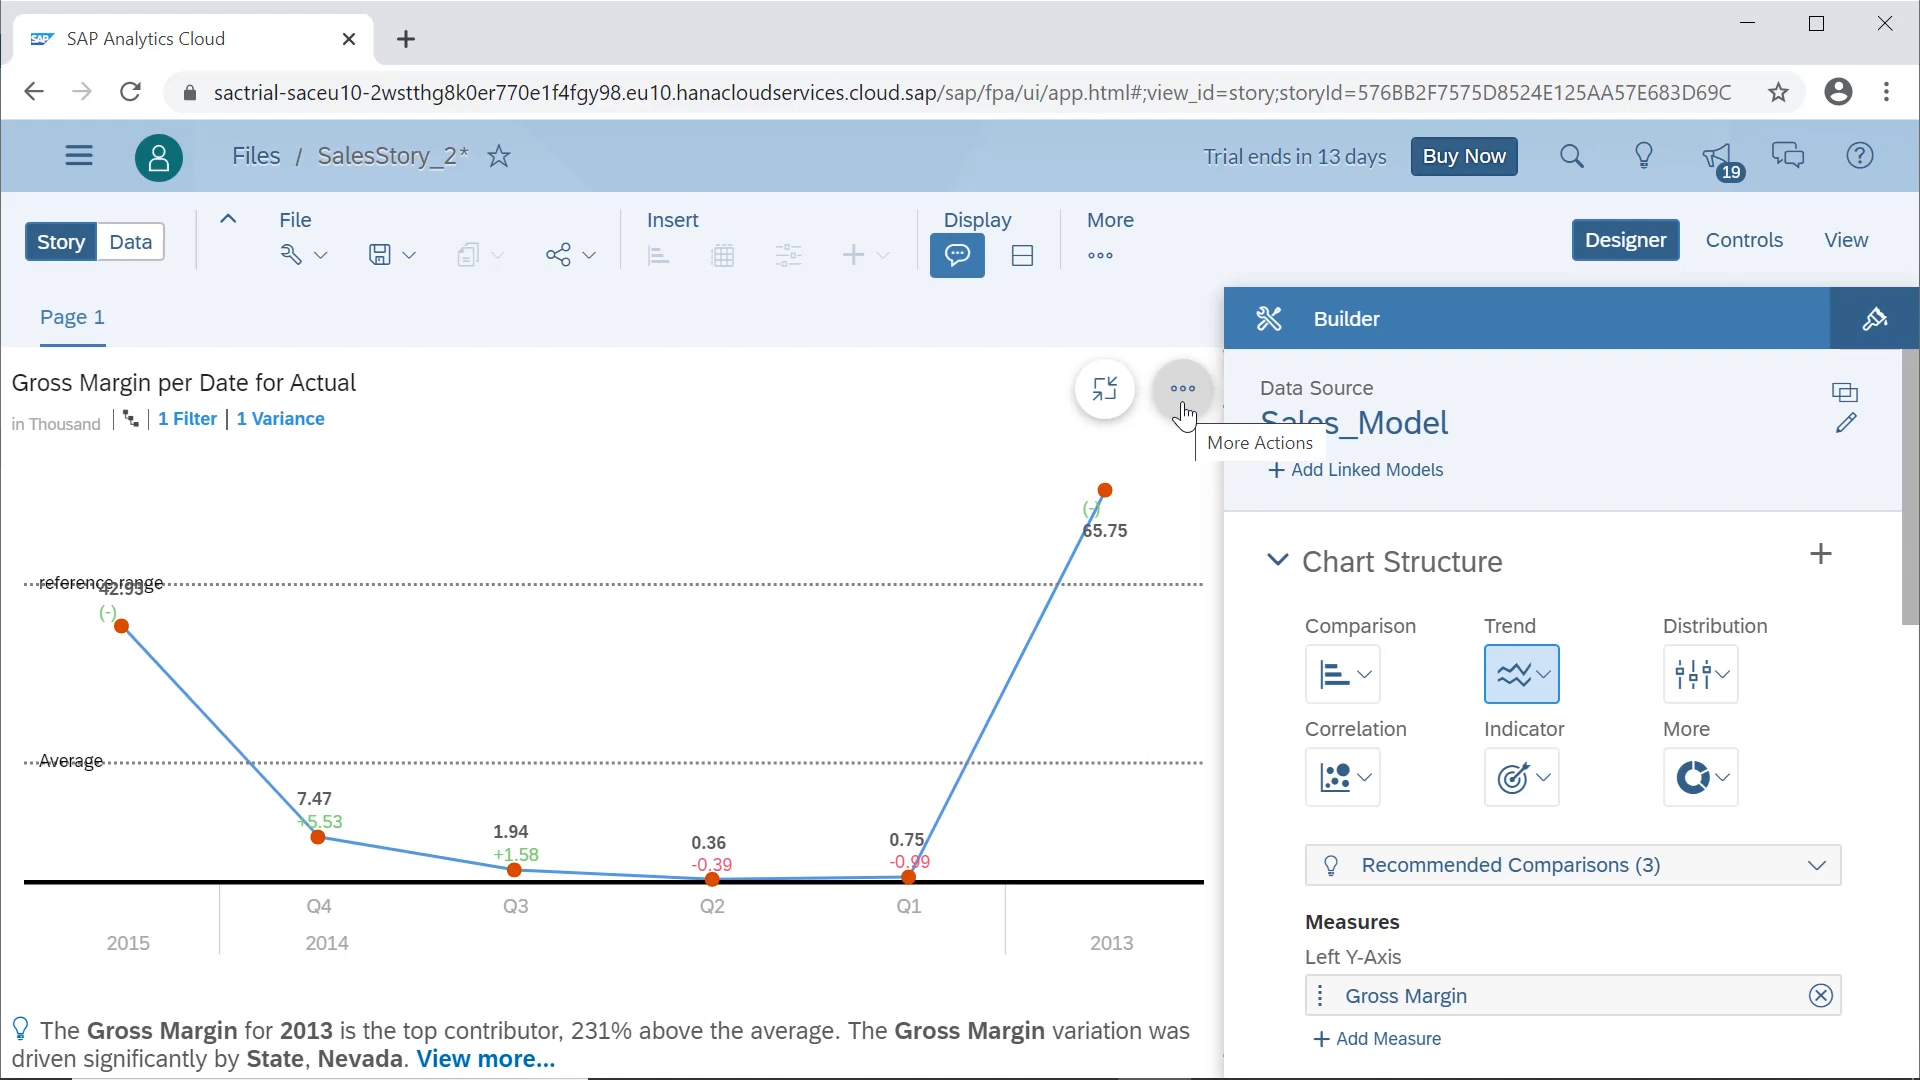 SAP Analytics Cloud
sactrial-saceu10-2wstthg8k0er770e1f4fgy98.eu10.hanacloudservices.cloud.sap/sap/fpa/ui/app.html#;view_id=story;storyId=576BB2F7575D8524E125AA57E683D69C
Files / SalesStory_2*
Trial ends in 13 days
Buy Now
19
Story
Data
File
Insert
Display
More
Designer
Controls
View
Page 1
Builder
Gross Margin per Date for Actual
in Thousand
1 Filter
1 Variance
More Actions
Data Source
Sales_Model
+ Add Linked Models
(-)
65.75
reference range
42.93
(-)
Average
7.47
+5.53
1.94
+1.58
0.36
-0.39
0.75
-0.99
Q4
Q3
Q2
Q1
2015
2014
2013
Chart Structure
Comparison
Trend
Distribution
Correlation
Indicator
More
Recommended Comparisons (3)
Measures
Left Y-Axis
Gross Margin
+ Add Measure
The Gross Margin for 2013 is the top contributor, 231% above the average. The Gross Margin variation was
driven significantly by State, Nevada. View more...